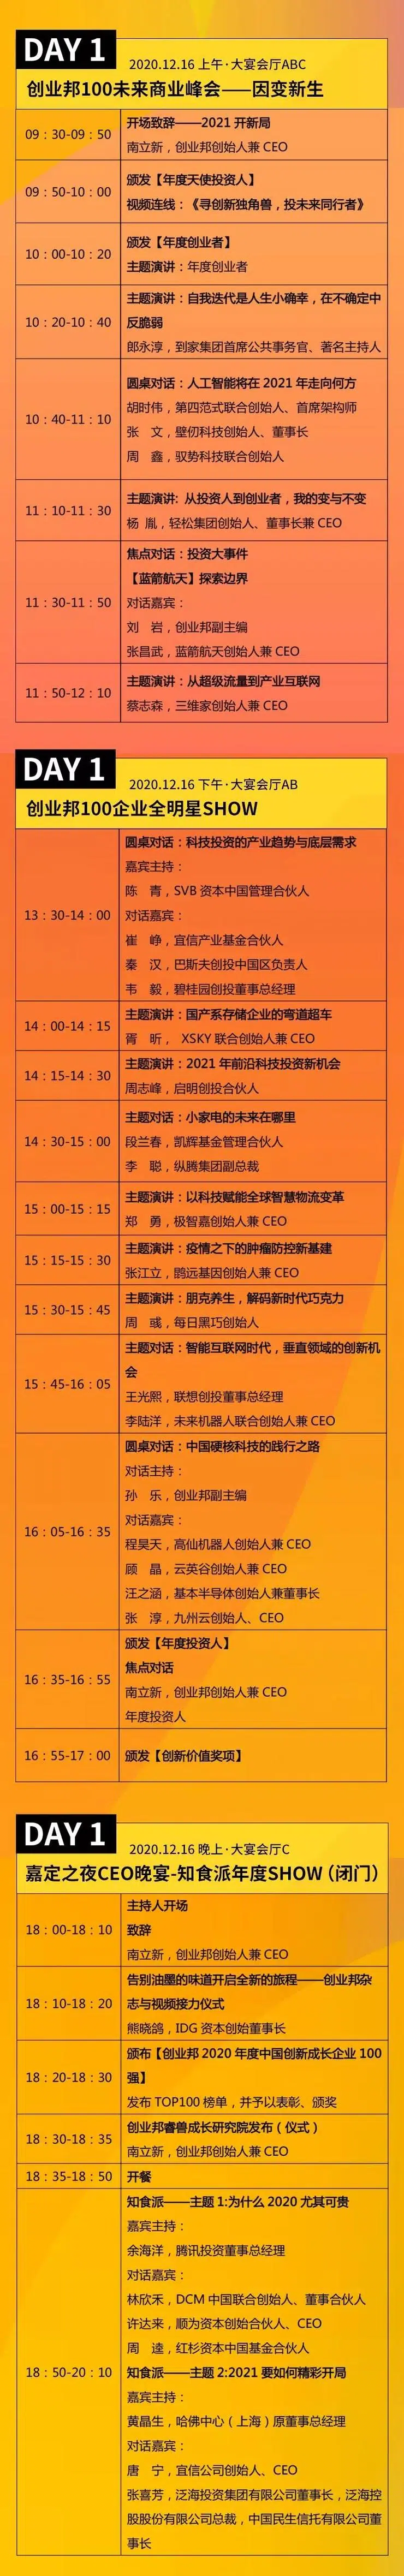 DAY 1
2020.12.16 上午·大宴会厅ABC
创业邦100未来商业峰会——因变新生
09：30-09：50
开场致辞——2021 开新局
南立新，创业邦创始人兼 CEO
09：50-10：00
颁发【年度天使投资人】
视频连线：《寻创新独角兽，投未来同行者》
10：00-10：20
颁发【年度创业者】
主题演讲：年度创业者
10：20-10：40
主题演讲：自我迭代是人生小确幸，在不确定中
反脆弱
郎永淳，到家集团首席公共事务官、著名主持人
10：40-11：10
圆桌对话：人工智能将在 2021 年走向何方
胡时伟，第四范式联合创始人、首席架构师
张　文，壁仞科技创始人、董事长
周　鑫，驭势科技联合创始人
11：10-11：30
主题演讲: 从投资人到创业者，我的变与不变
杨 胤，轻松集团创始人、董事长兼 CEO
11：30-11：50
焦点对话：投资大事件
【蓝箭航天】探索边界
对话嘉宾：
刘　岩，创业邦副主编
张昌武，蓝箭航天创始人兼 CEO
11：50-12：10
主题演讲：从超级流量到产业互联网
蔡志森，三维家创始人兼 CEO
DAY 1
2020.12.16 下午·大宴会厅AB
创业邦100企业全明星SHOW
13：30-14：00
圆桌对话：科技投资的产业趋势与底层需求
嘉宾主持：
陈　青，SVB 资本中国管理合伙人
对话嘉宾：
崔　峥，宜信产业基金合伙人
秦　汉，巴斯夫创投中国区负责人
韦　毅，碧桂园创投董事总经理
14：00-14：15
主题演讲：国产系存储企业的弯道超车
胥　昕， XSKY 联合创始人兼 CEO
14：15-14：30
主题演讲：2021 年前沿科技投资新机会
周志峰，启明创投合伙人
14：30-15：00
主题对话：小家电的未来在哪里
段兰春，凯辉基金管理合伙人
李　聪，纵腾集团副总裁
15：00-15：15
主题演讲：以科技赋能全球智慧物流变革
郑　勇，极智嘉创始人兼 CEO
15：15-15：30
主题演讲：疫情之下的肿瘤防控新基建
张江立，鹍远基因创始人兼 CEO
15：30-15：45
主题演讲：朋克养生，解码新时代巧克力
周　彧，每日黑巧创始人
15：45-16：05
主题对话：智能互联网时代，垂直领域的创新机
会
王光熙，联想创投董事总经理
李陆洋，未来机器人联合创始人兼 CEO
16：05-16：35
圆桌对话：中国硬核科技的践行之路
对话主持：
孙　乐，创业邦副主编
对话嘉宾：
程昊天，高仙机器人创始人兼 CEO
顾　晶，云英谷创始人兼 CEO
汪之涵，基本半导体创始人兼董事长
张　淳，九州云创始人、CEO
16：35-16：55
颁发【年度投资人】
焦点对话
南立新，创业邦创始人兼 CEO
年度投资人
16：55-17：00
颁发【创新价值奖项】
DAY 1
2020.12.16 晚上·大宴会厅C
嘉定之夜CEO晚宴-知食派年度SHOW（闭门）
18：00-18：10
主持人开场
致辞
南立新，创业邦创始人兼 CEO
18：10-18：20
告别油墨的味道开启全新的旅程——创业邦杂
志与视频接力仪式
熊晓鸽，IDG 资本创始董事长
18：20-18：30
颁布【创业邦 2020 年度中国创新成长企业 100
强】
发布 TOP100 榜单，并予以表彰、颁奖
18：30-18：35
创业邦睿兽成长研究院发布（仪式）
南立新，创业邦创始人兼 CEO
18：35-18：50
开餐
18：50-20：10
知食派——主题 1:为什么 2020 尤其可贵
嘉宾主持：
余海洋，腾讯投资董事总经理
对话嘉宾：
林欣禾，DCM 中国联合创始人、董事合伙人
许达来，顺为资本创始合伙人、CEO
周　逵，红杉资本中国基金合伙人
知食派——主题 2:2021 要如何精彩开局
嘉宾主持：
黄晶生，哈佛中心（上海）原董事总经理
对话嘉宾：
唐　宁，宜信公司创始人、CEO
张喜芳，泛海投资集团有限公司董事长，泛海控
股股份有限公司总裁，中国民生信托有限公司董
事长